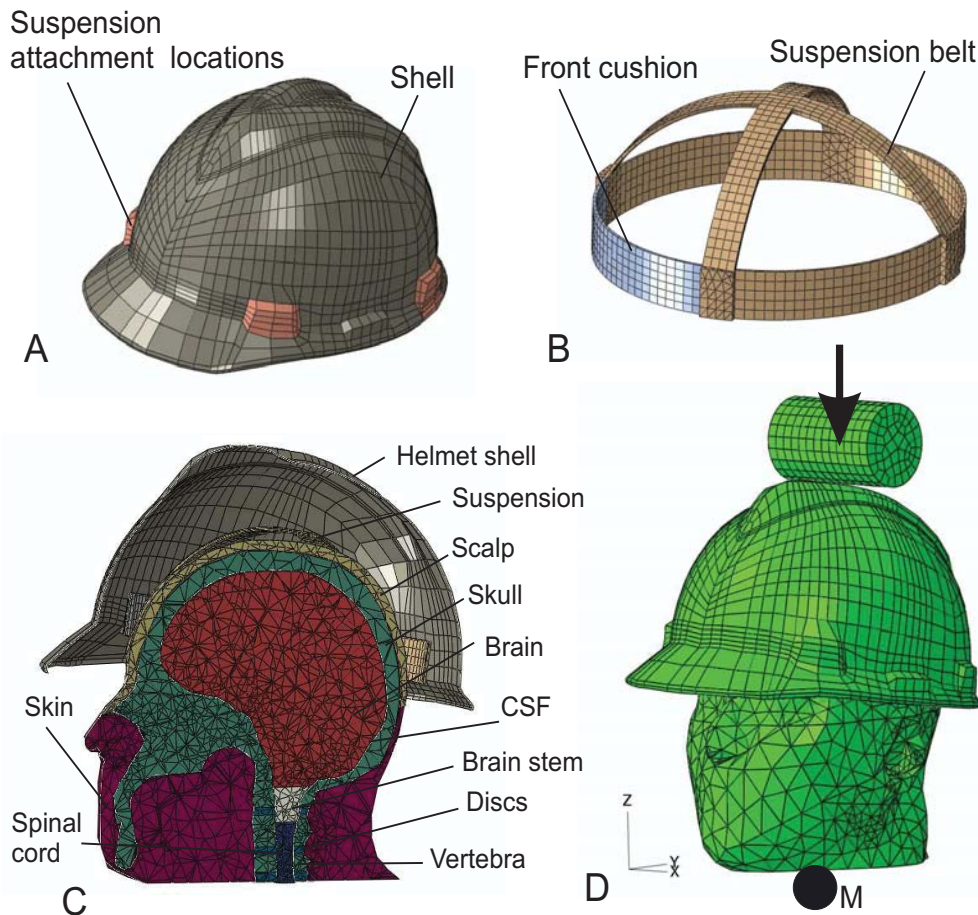 Suspension
attachment locations
Shell
A
Front cushion
Suspension belt
B
Helmet shell
Suspension
Scalp
Skull
Brain
CSF
Brain stem
Discs
Vertebra
Skin
Spinal
cord
C
z
Y
X
D
M